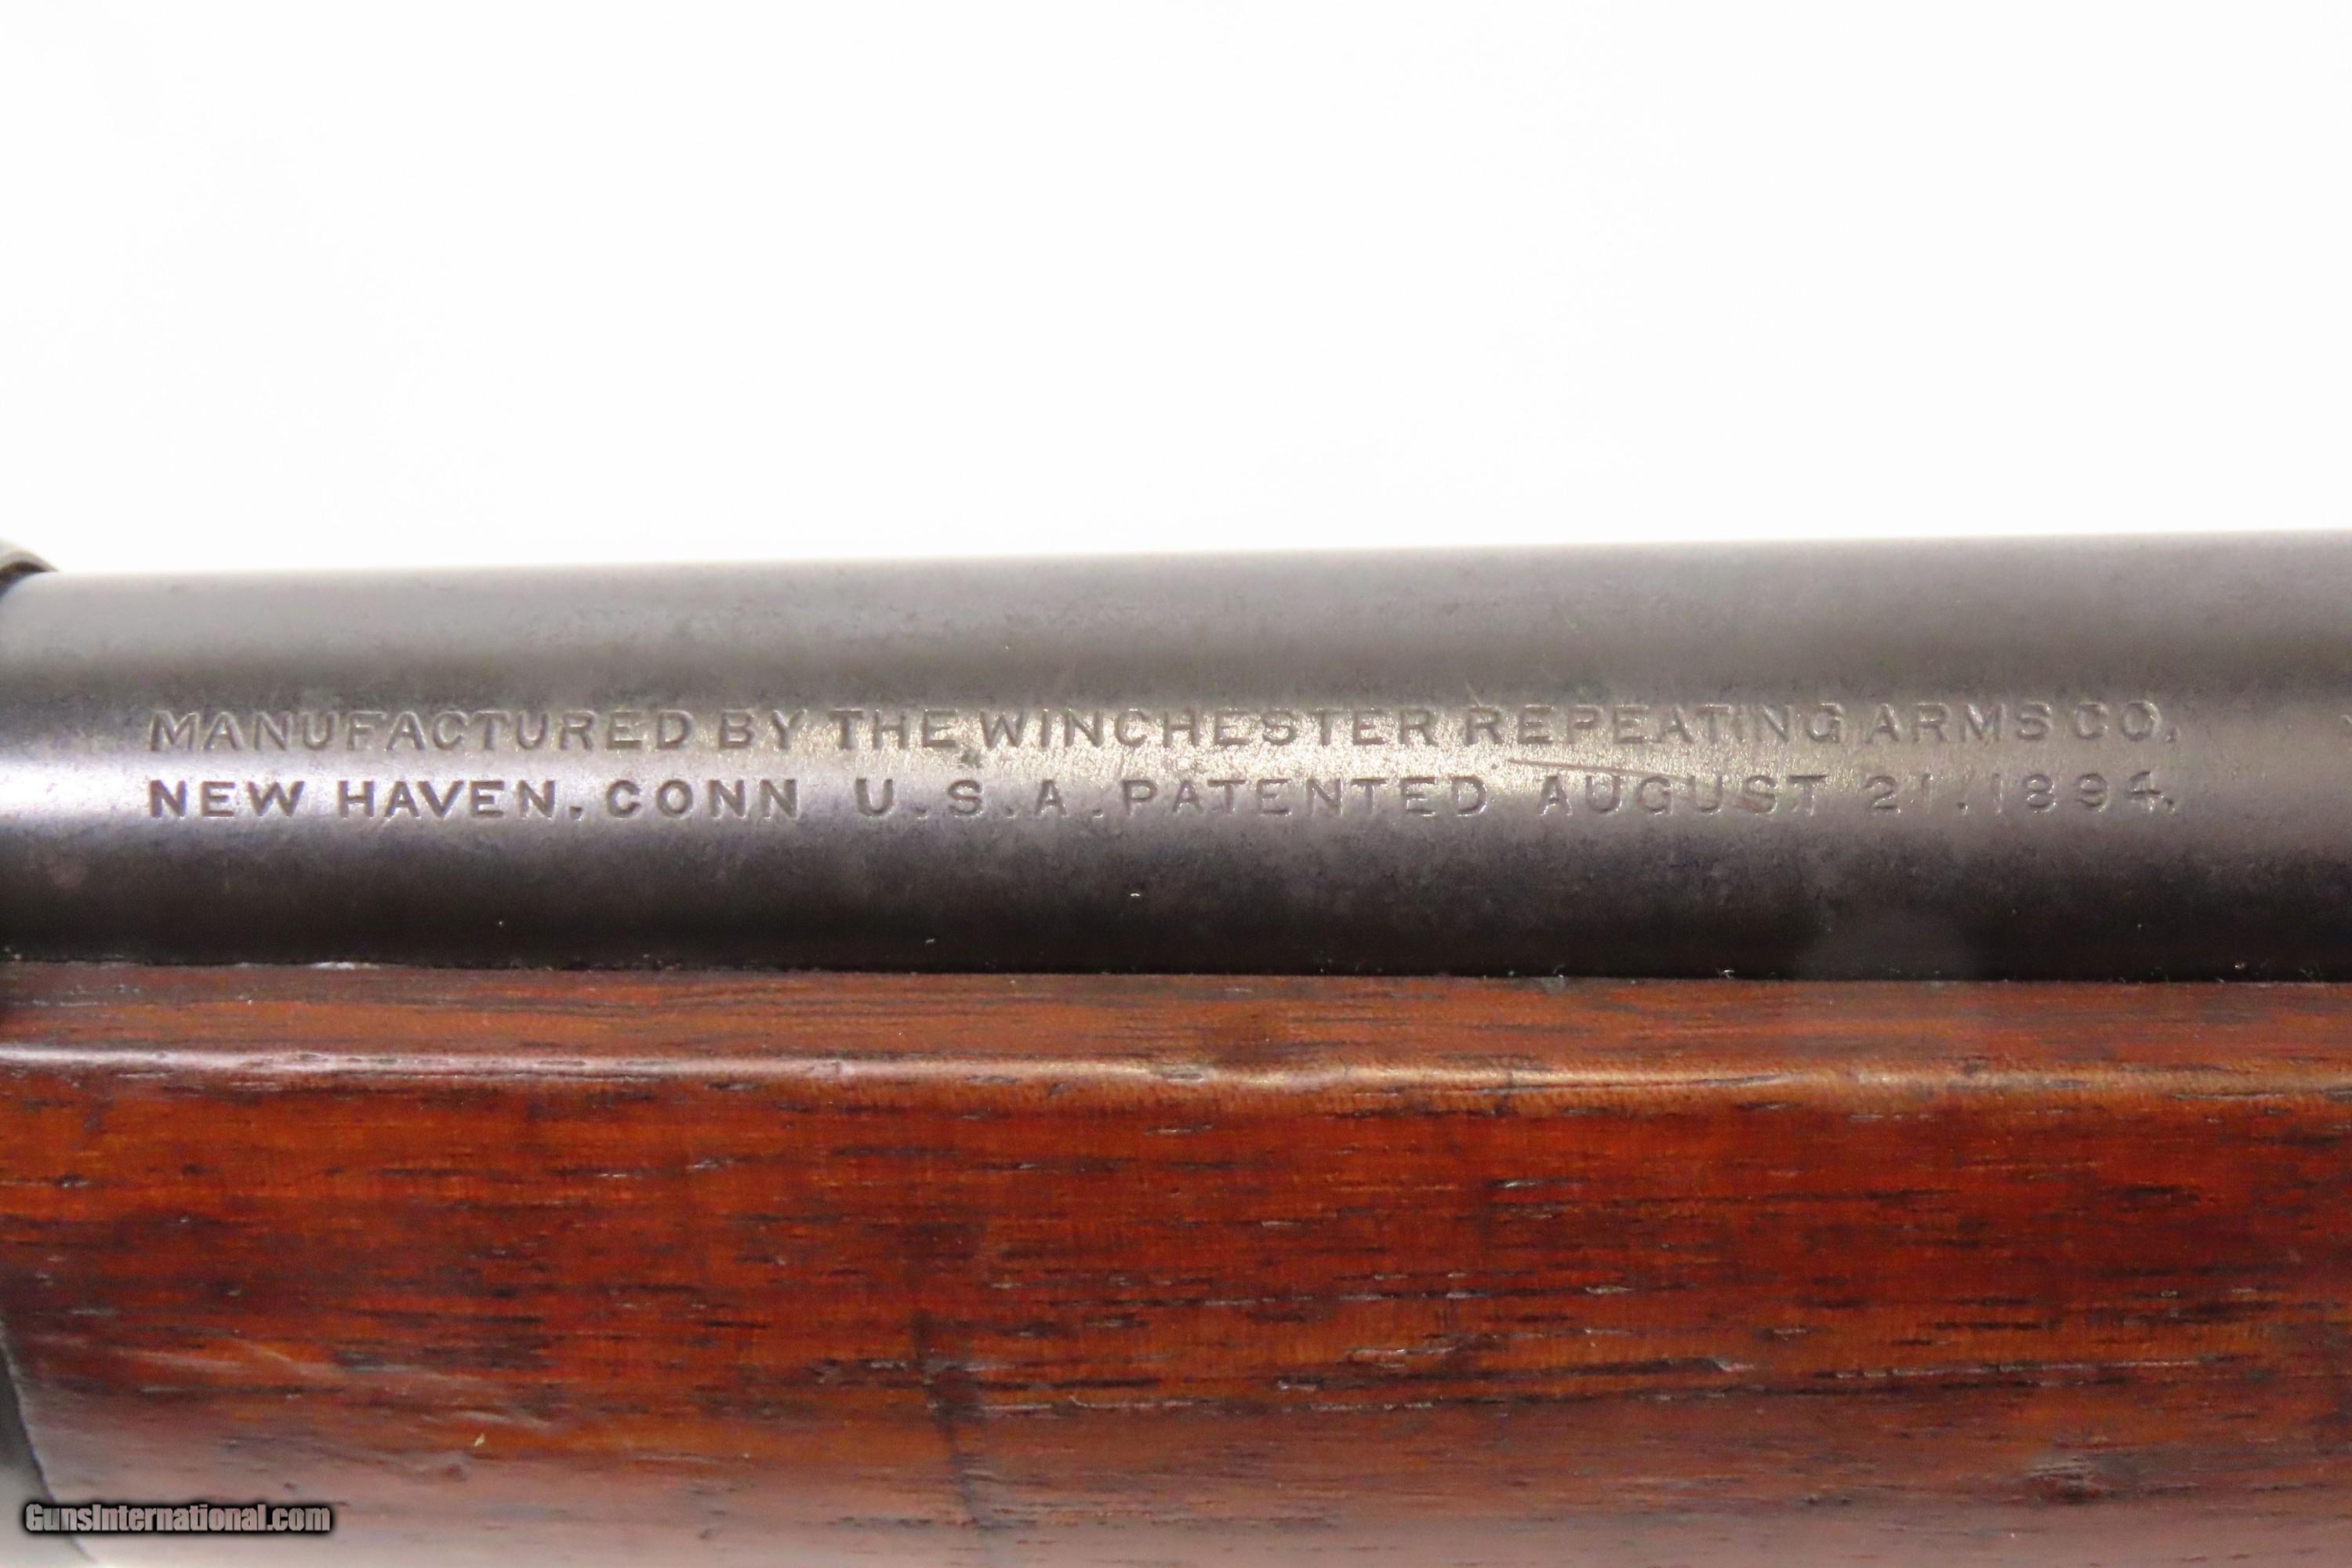 MANUFACTURED BY THE WINCHESTER REPEATING ARMS CO.
NEW HAVEN. CONN U.S.A. PATENTED AUGUST 21. 1894.
GunsInternational.com